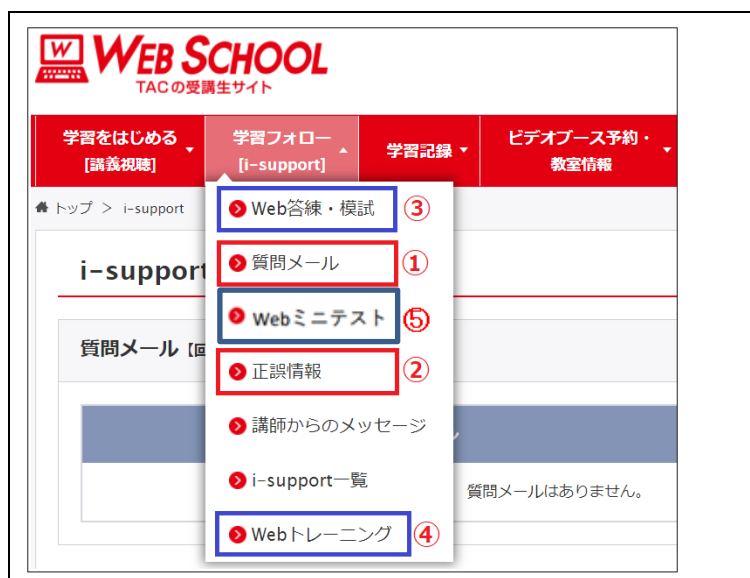 W WEB SCHOOL
TACの受講生サイト
学習をはじめる
[講義視聴]
学習フォロー
[i-support]
学習記録
ビデオブース予約・
教室情報
トップ > i-support
Web答練・模試 ③
i-support
質問メール ①
Webミニテスト ⑤
質問メール
正誤情報 ②
講師からのメッセージ
i-support一覧
質問メールはありません。
Webトレーニング ④